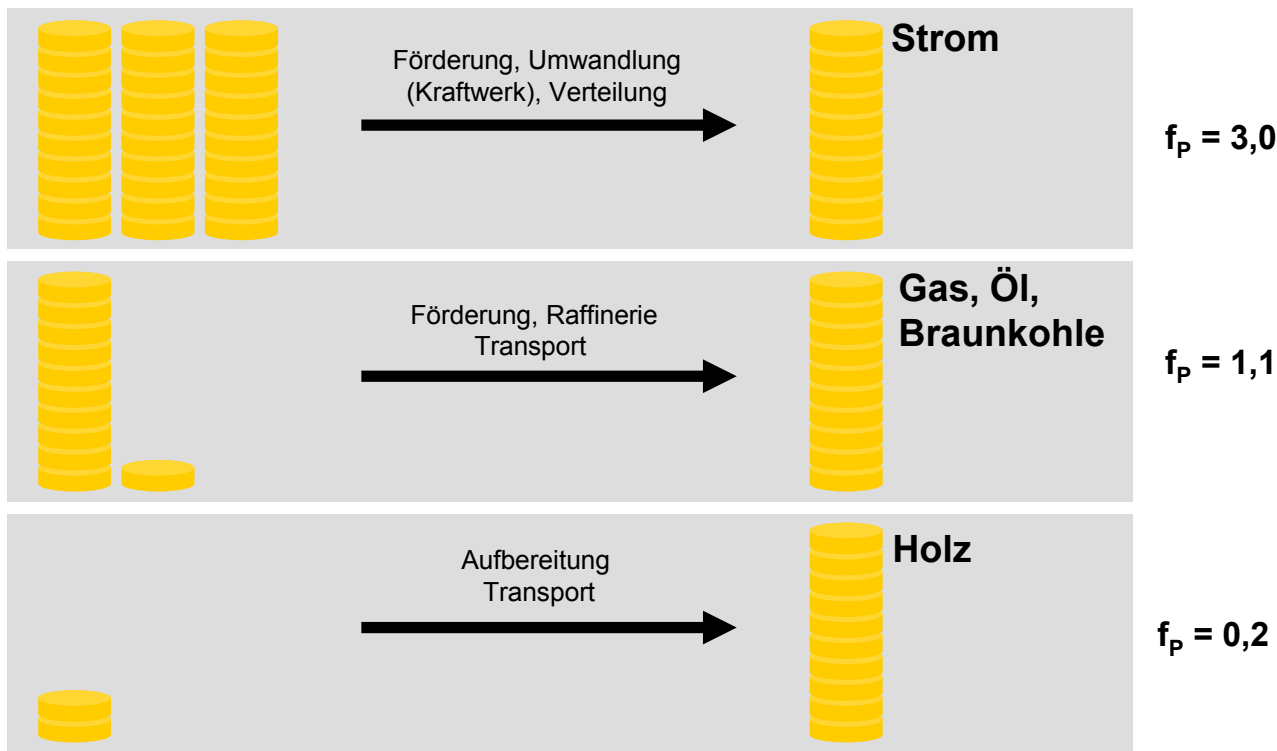 Strom
Förderung, Umwandlung
(Kraftwerk), Verteilung
fP = 3,0
Gas, Öl,
Braunkohle
Förderung, Raffinerie
Transport
fP = 1,1
Holz
Aufbereitung
Transport
fP = 0,2